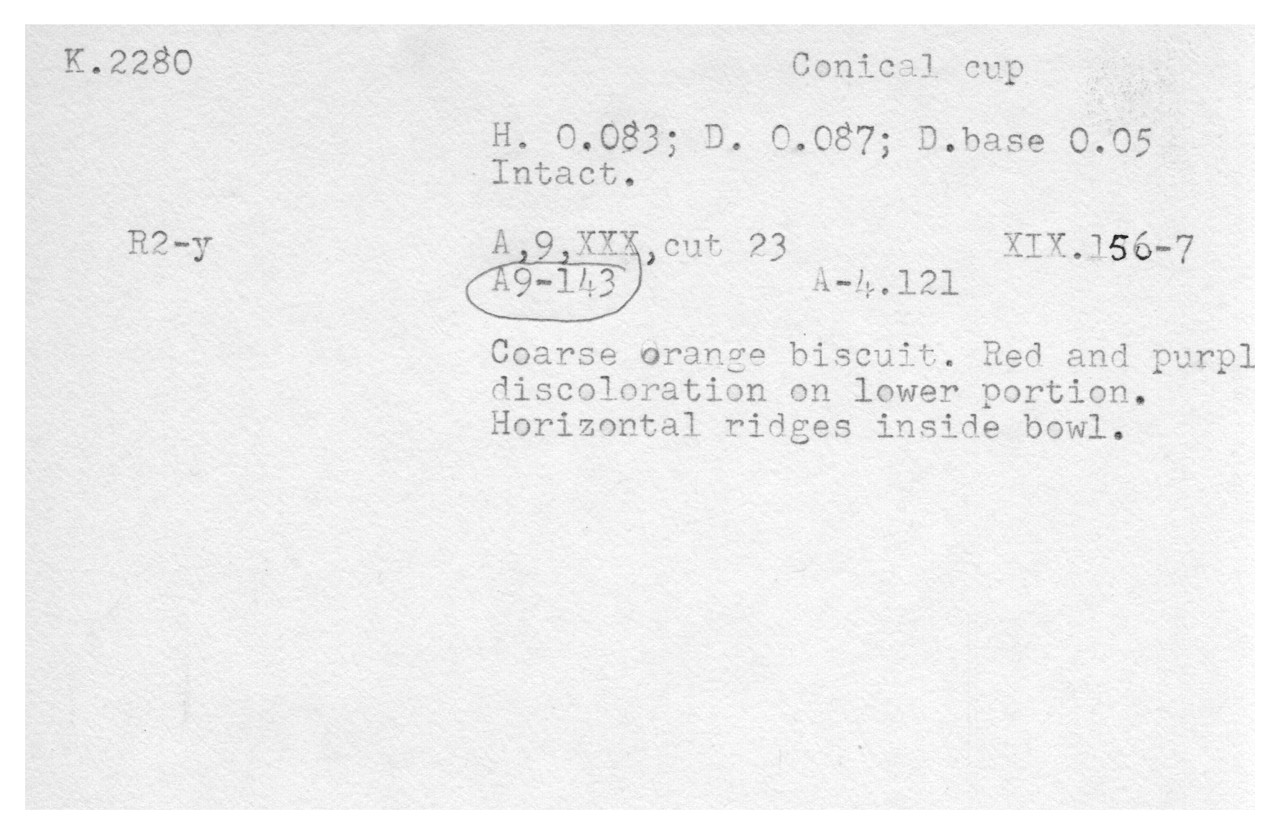 K.2280 Conical cup
H. 0.083; D. 0.087; D.base 0.05
Intact.
R2-y A,9,XXX,cut 23 XIX.156-7
A9-143 A-4.121
Coarse orange biscuit. Red and purpl
discoloration on lower portion.
Horizontal ridges inside bowl.